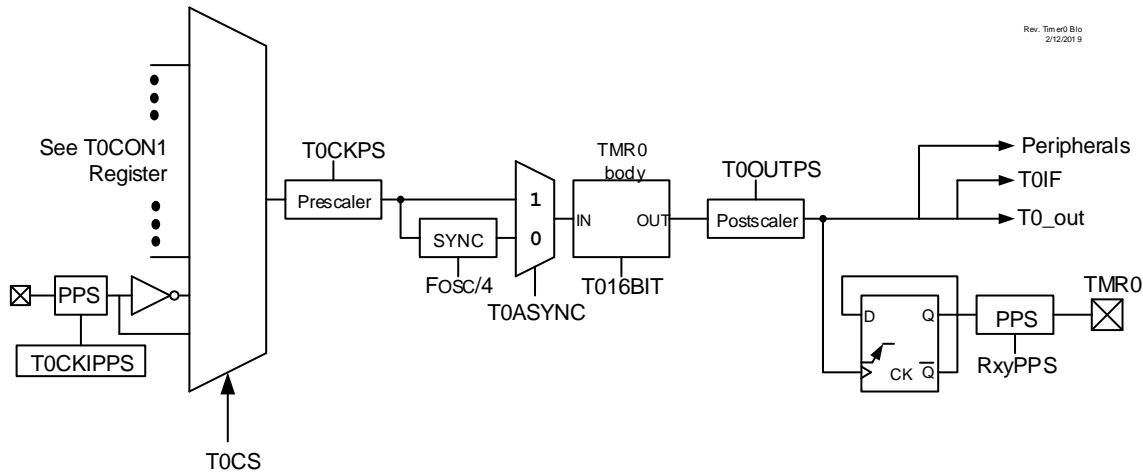 Rev. Timer0 Blo
2/12/2019
See T0CON1
Register
T0CKPS
Prescaler
SYNC
FOSC/4
1
0
T0ASYNC
TMR0
body
IN
OUT
T016BIT
T0OUTPS
Postscaler
Peripherals
T0IF
T0_out
PPS
T0CKIPPS
T0CS
D
Q
CK
Q
PPS
RxyPPS
TMR0